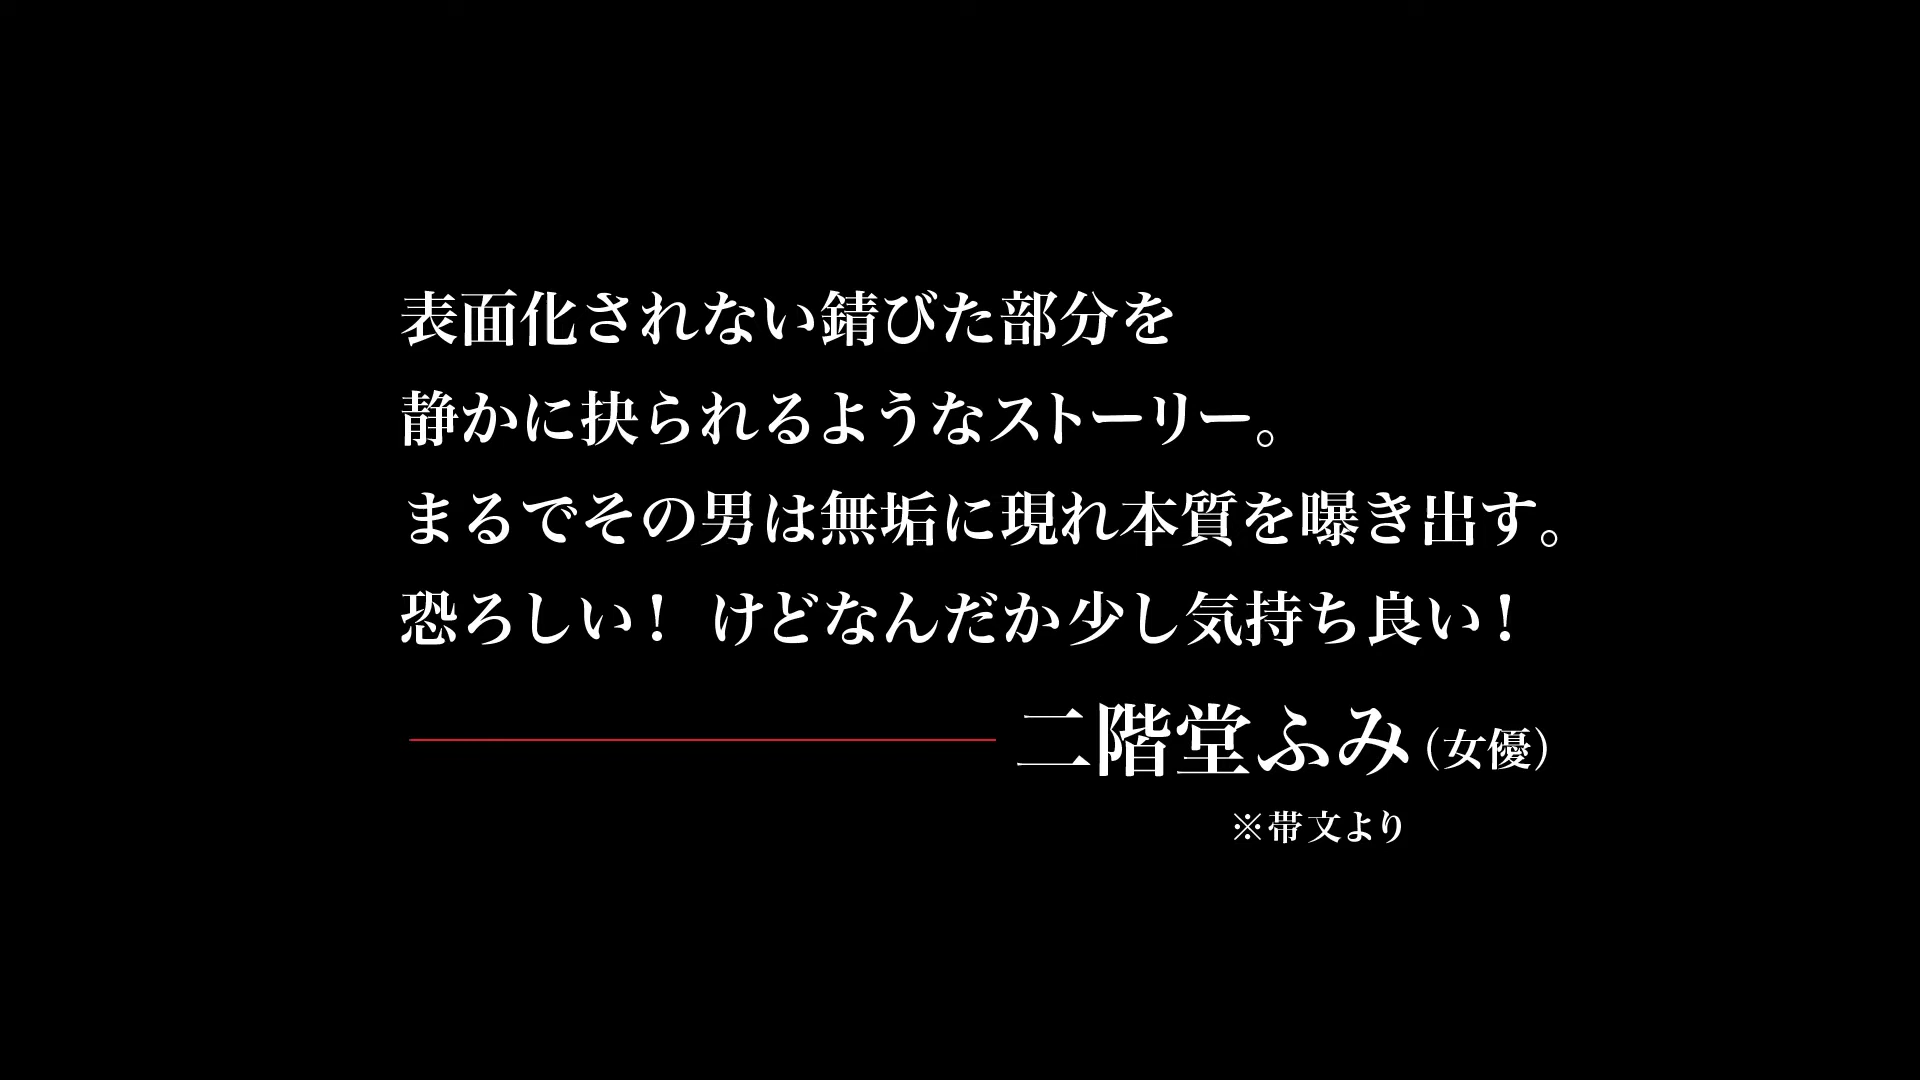 表面化されない錆びた部分を
静かに抉られるようなストーリー。
まるでその男は無垢に現れ本質を曝き出す。
恐ろしい！ けどなんだか少し気持ち良い！
二階堂ふみ（女優）
※帯文より